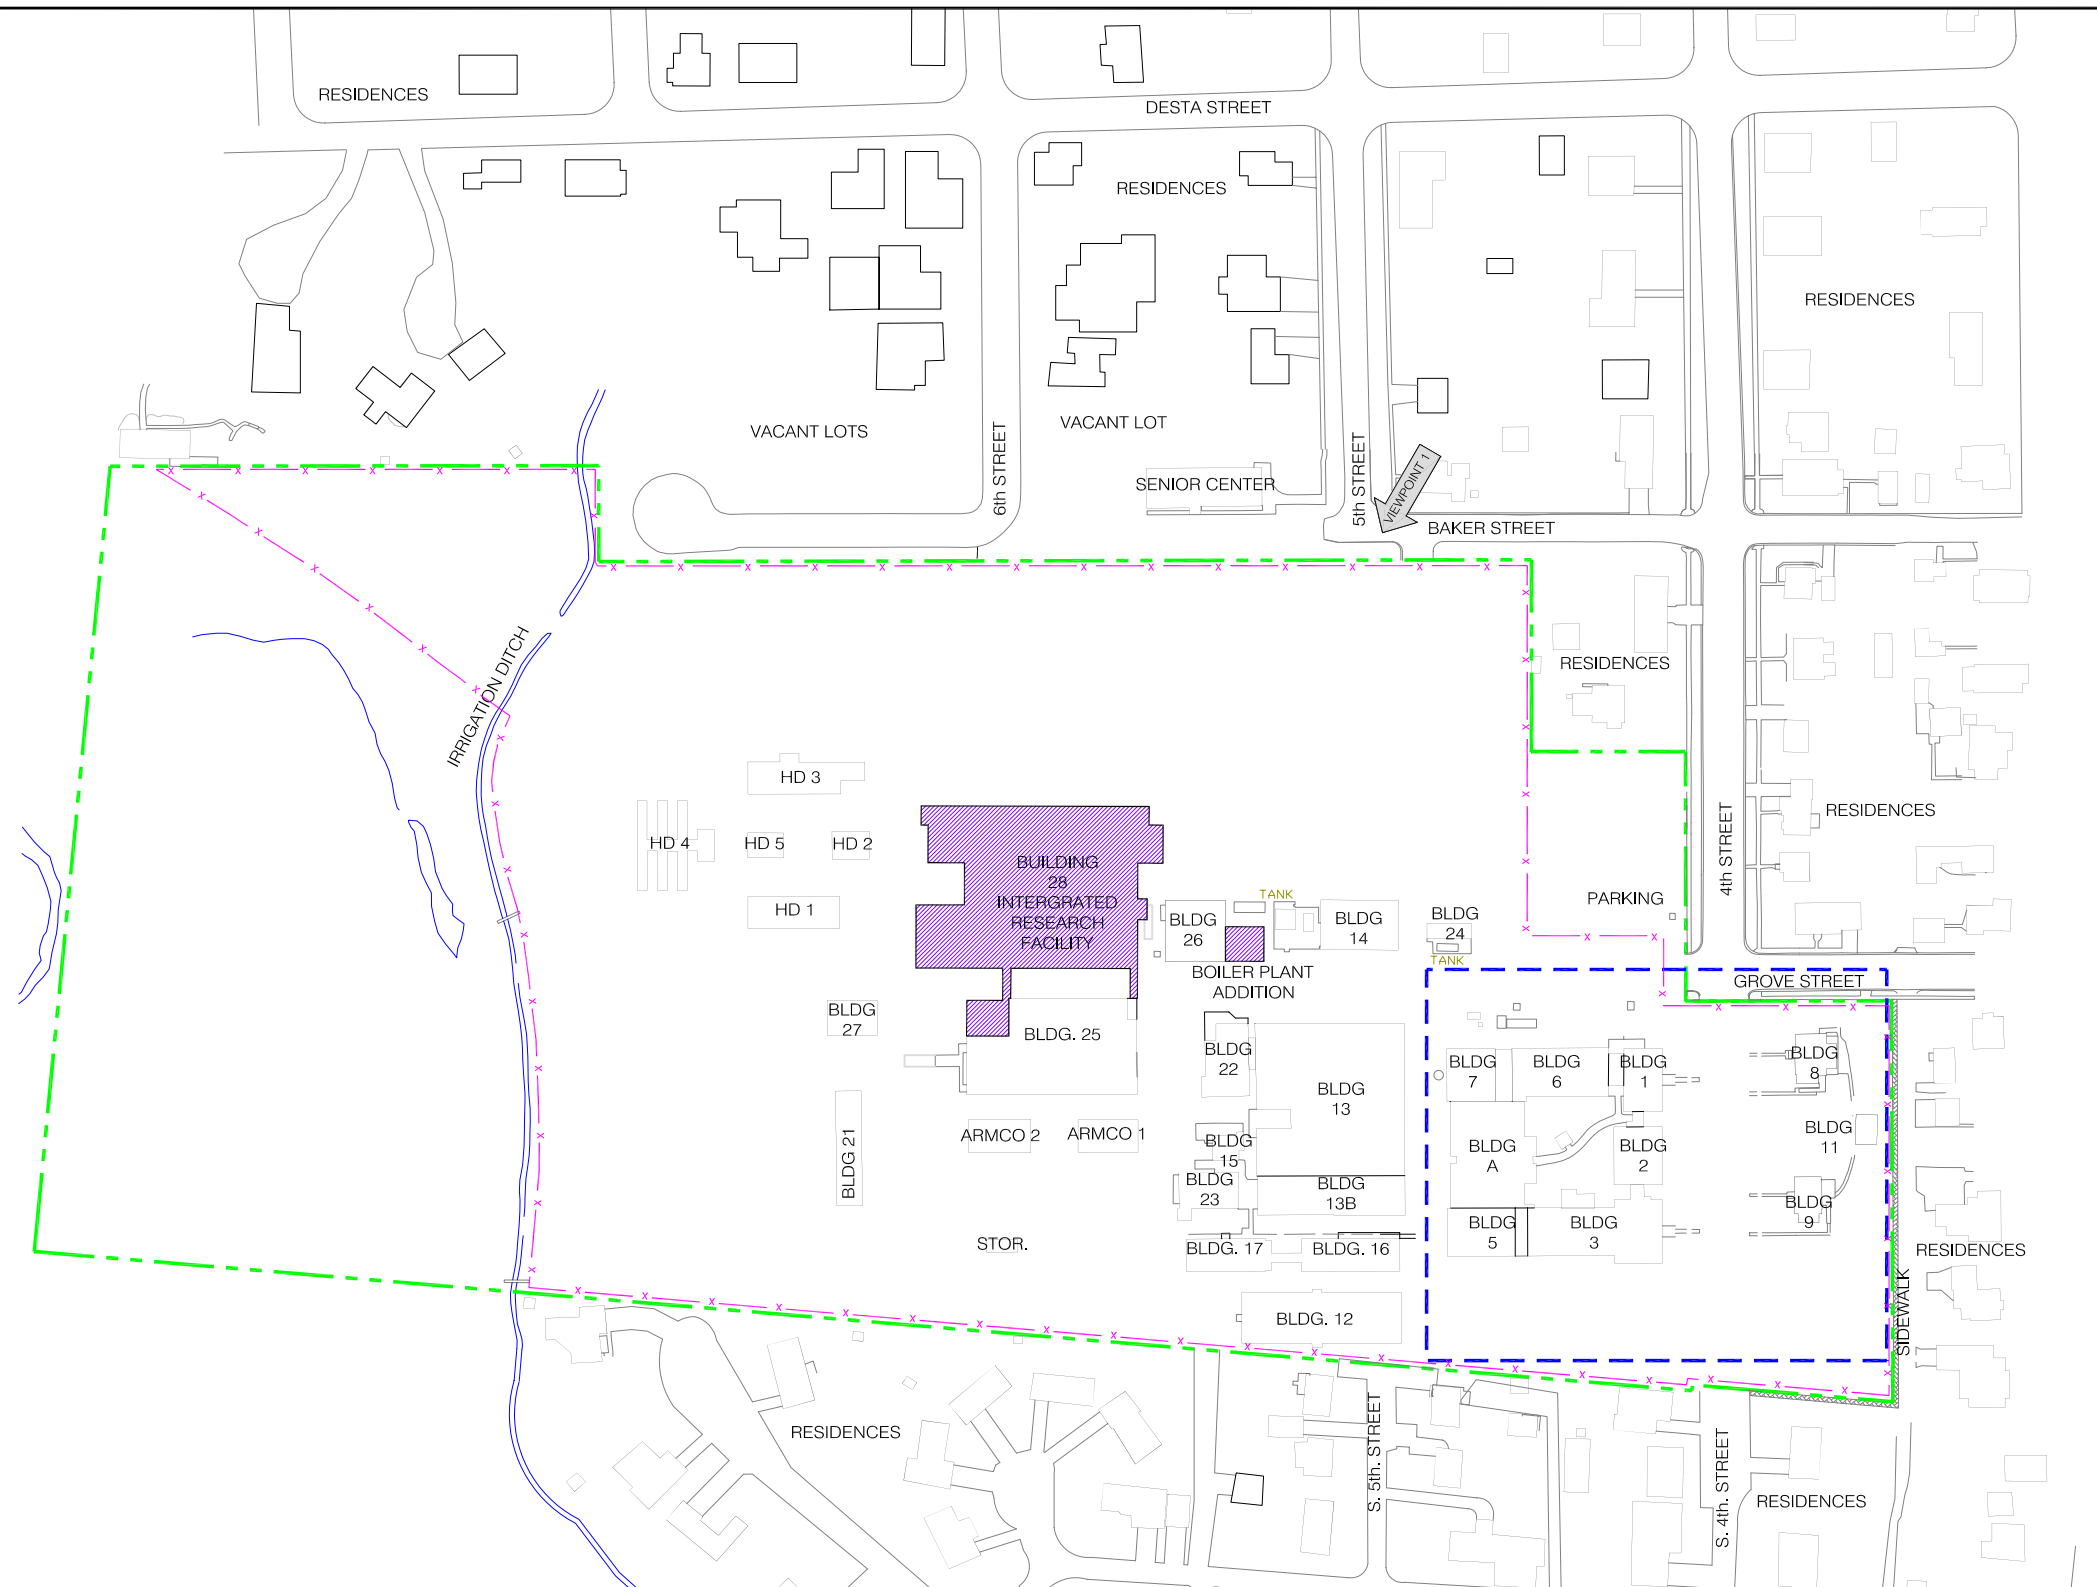 RESIDENCES
DESTA STREET
RESIDENCES
RESIDENCES
VACANT LOTS
VACANT LOT
6th STREET
5th STREET
VIEWPOINT 1
SENIOR CENTER
BAKER STREET
IRRIGATION DITCH
RESIDENCES
HD 3
HD 4
HD 5
HD 2
HD 1
BUILDING
28
INTERGRATED
RESEARCH
FACILITY
TANK
BLDG
26
BLDG
14
BLDG
24
TANK
PARKING
4th STREET
RESIDENCES
BOILER PLANT
ADDITION
GROVE STREET
BLDG
27
BLDG. 25
BLDG
22
BLDG
13
BLDG
7
BLDG
6
BLDG
1
BLDG
8
BLDG 21
ARMCO 2
ARMCO 1
BLDG
15
BLDG
A
BLDG
2
BLDG
11
BLDG
23
BLDG
13B
BLDG
5
BLDG
3
BLDG
9
STOR.
BLDG. 17
BLDG. 16
RESIDENCES
SIDEWALK
BLDG. 12
RESIDENCES
S. 5th. STREET
S. 4th. STREET
RESIDENCES